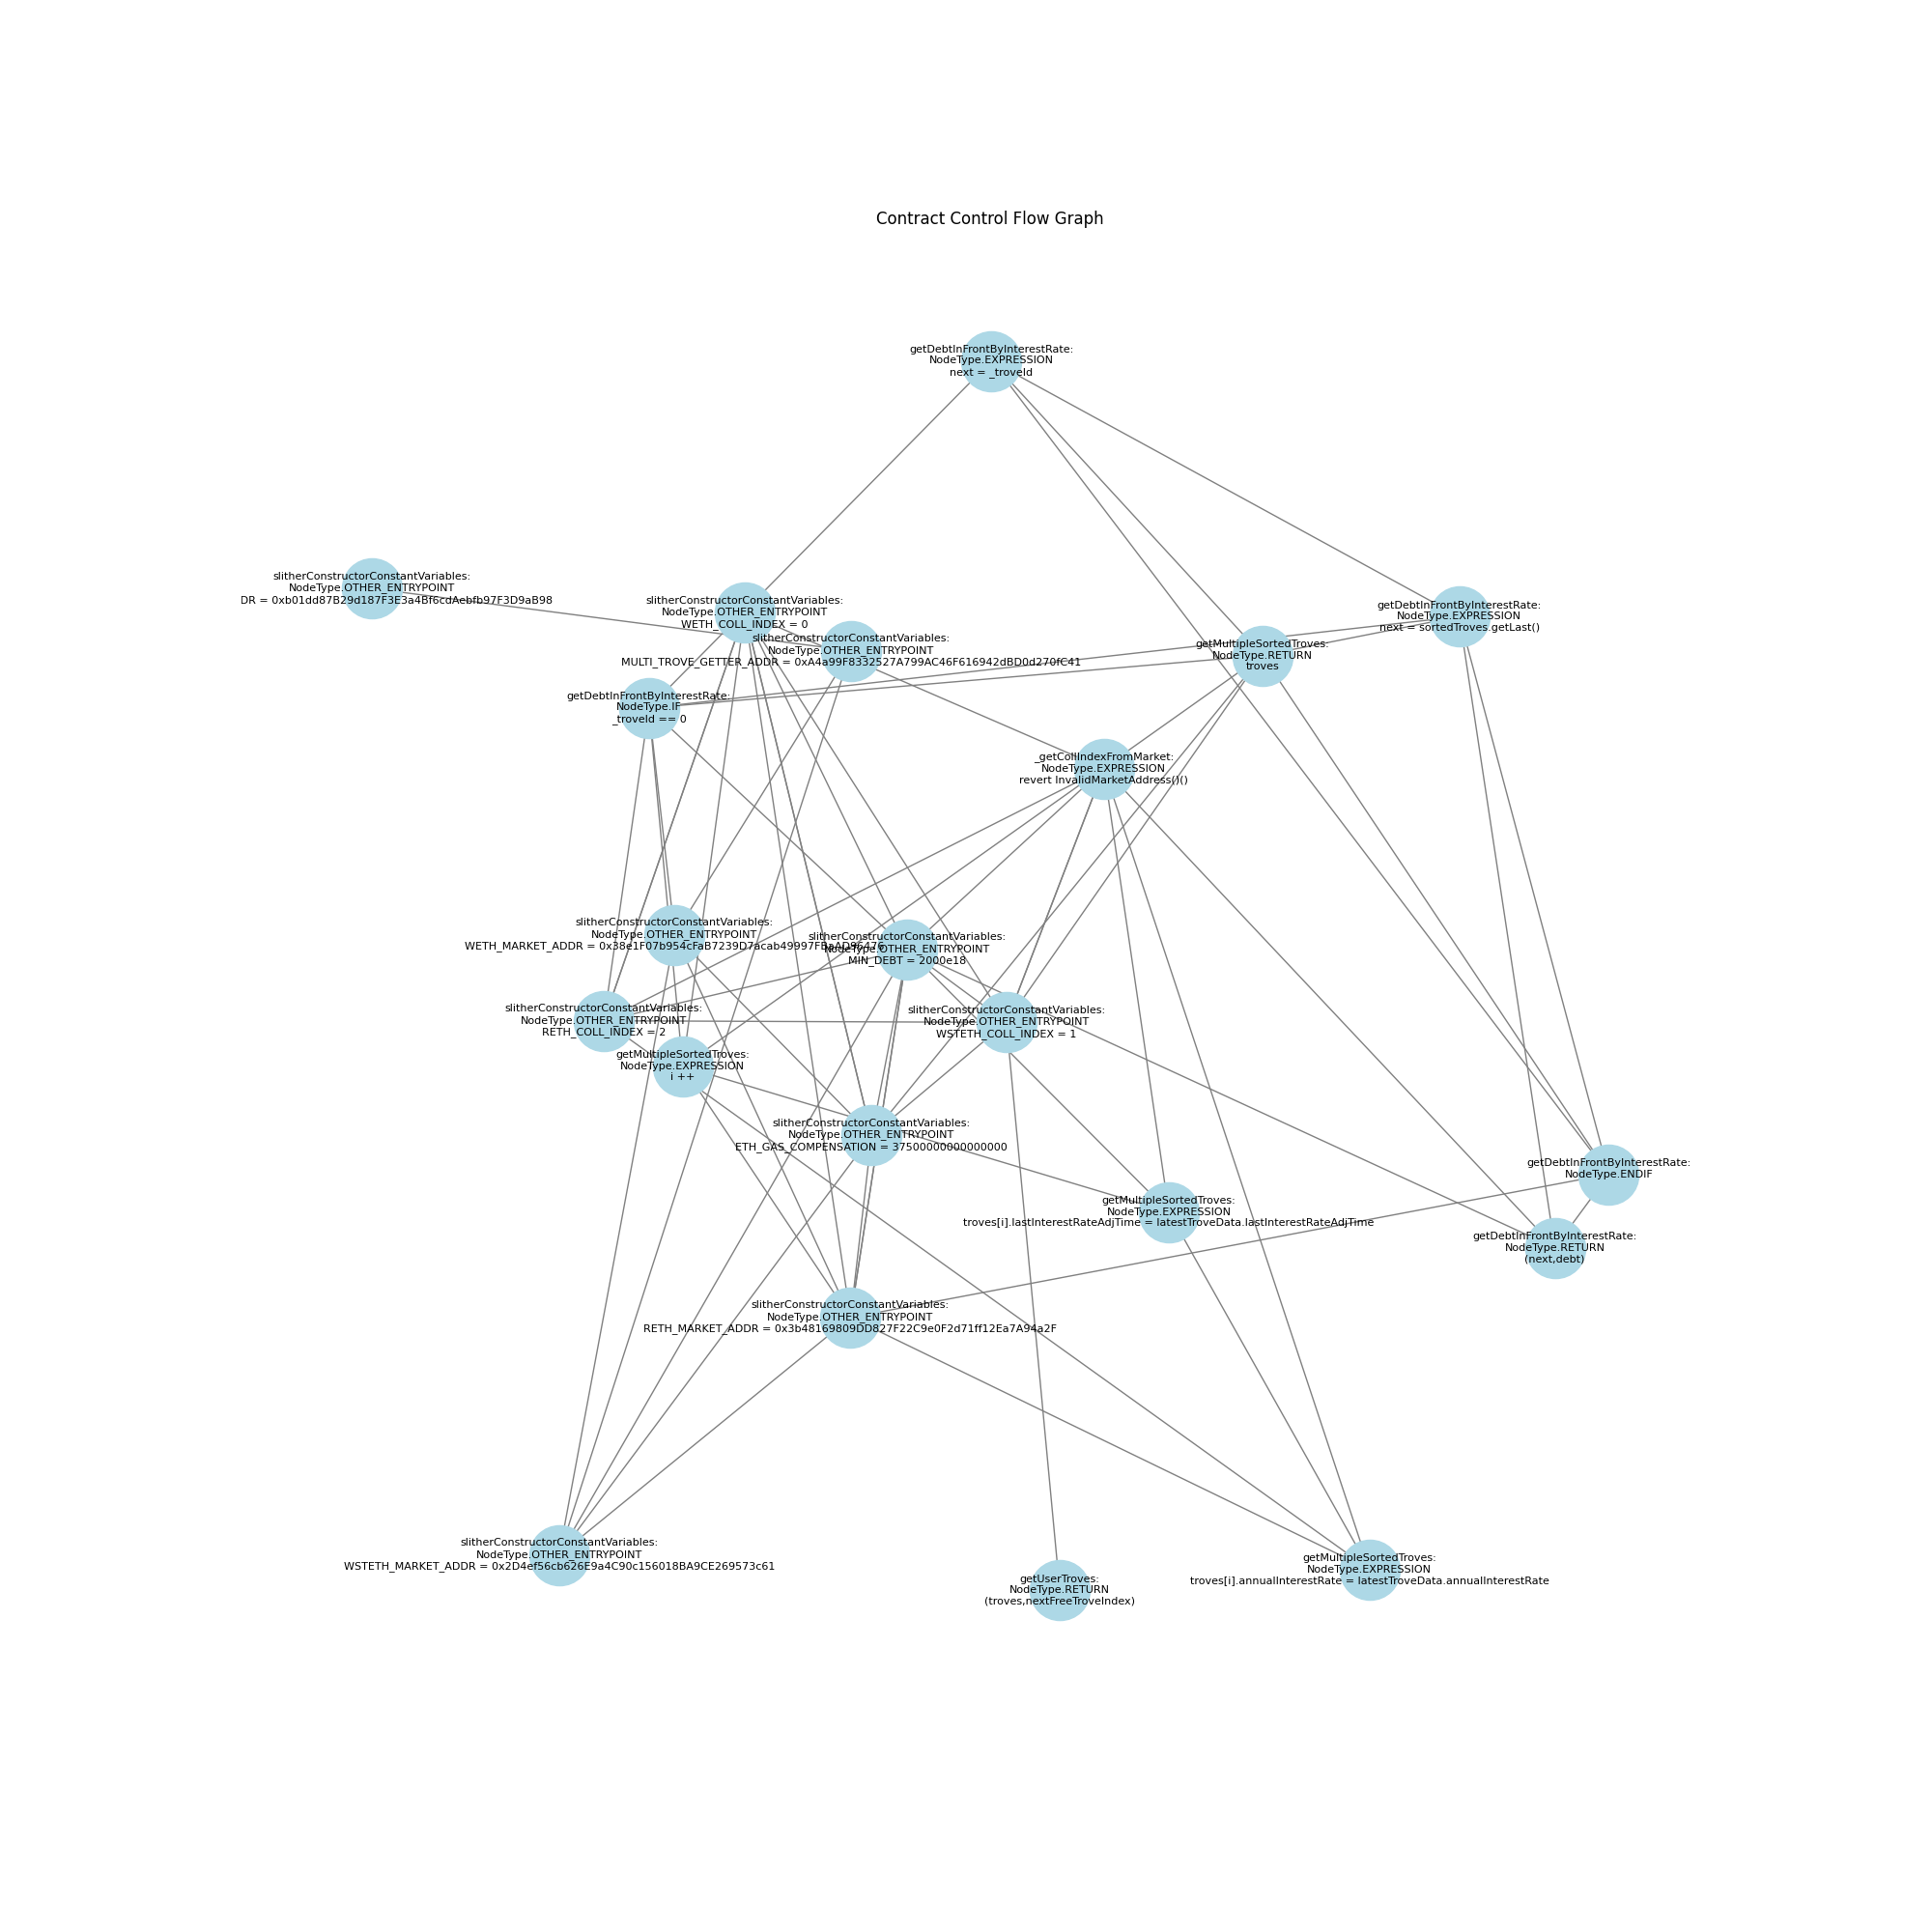 Contract Control Flow Graph
getDebtInFrontByInterestRate:
NodeType.EXPRESSION
next = _troveId
slitherConstructorConstantVariables:
NodeType.OTHER_ENTRYPOINT
DR = 0xb01dd87B29d187F3E3a4Bf6cdAebfb97F3D9aB98
slitherConstructorConstantVariables:
NodeType.OTHER_ENTRYPOINT
WETH_COLL_INDEX = 0
slitherConstructorConstantVariables:
NodeType.OTHER_ENTRYPOINT
MULTI_TROVE_GETTER_ADDR = 0xA4a99F8332527A799AC46F616942dBD0d270fC41
getDebtInFrontByInterestRate:
NodeType.EXPRESSION
next = sortedTroves.getLast()
getMultipleSortedTroves:
NodeType.RETURN
troves
getDebtInFrontByInterestRate:
NodeType.IF
_troveId == 0
_getCollIndexFromMarket:
NodeType.EXPRESSION
revert InvalidMarketAddress()()
slitherConstructorConstantVariables:
NodeType.OTHER_ENTRYPOINT
WETH_MARKET_ADDR =
slitherConstructorConstantVariables:
NodeType.OTHER_ENTRYPOINT
MIN_DEBT = 2000e18
slitherConstructorConstantVariables:
NodeType.OTHER_ENTRYPOINT
RETH_COLL_INDEX = 2
slitherConstructorConstantVariables:
NodeType.OTHER_ENTRYPOINT
WSTETH_COLL_INDEX = 1
getMultipleSortedTroves:
NodeType.EXPRESSION
i ++
slitherConstructorConstantVariables:
NodeType.OTHER_ENTRYPOINT
ETH_GAS_COMPENSATION = 37500000000000000
getDebtInFrontByInterestRate:
NodeType.ENDIF
getMultipleSortedTroves:
NodeType.EXPRESSION
troves[i].lastInterestRateAdjTime = latestTroveData.lastInterestRateAdjTime
getDebtInFrontByInterestRate:
NodeType.RETURN
(next,debt)
slitherConstructorConstantVariables:
NodeType.OTHER_ENTRYPOINT
RETH_MARKET_ADDR = 0x3b48169809DD827F22C9e0F2d71ff12Ea7A94a2F
slitherConstructorConstantVariables:
NodeType.OTHER_ENTRYPOINT
WSTETH_MARKET_ADDR = 0x2D4ef56cb626E9a4C90c156018BA9CE269573c61
getUserTroves:
NodeType.RETURN
(troves,nextFreeTroveIndex)
getMultipleSortedTroves:
NodeType.EXPRESSION
troves[i].annualInterestRate = latestTroveData.annualInterestRate